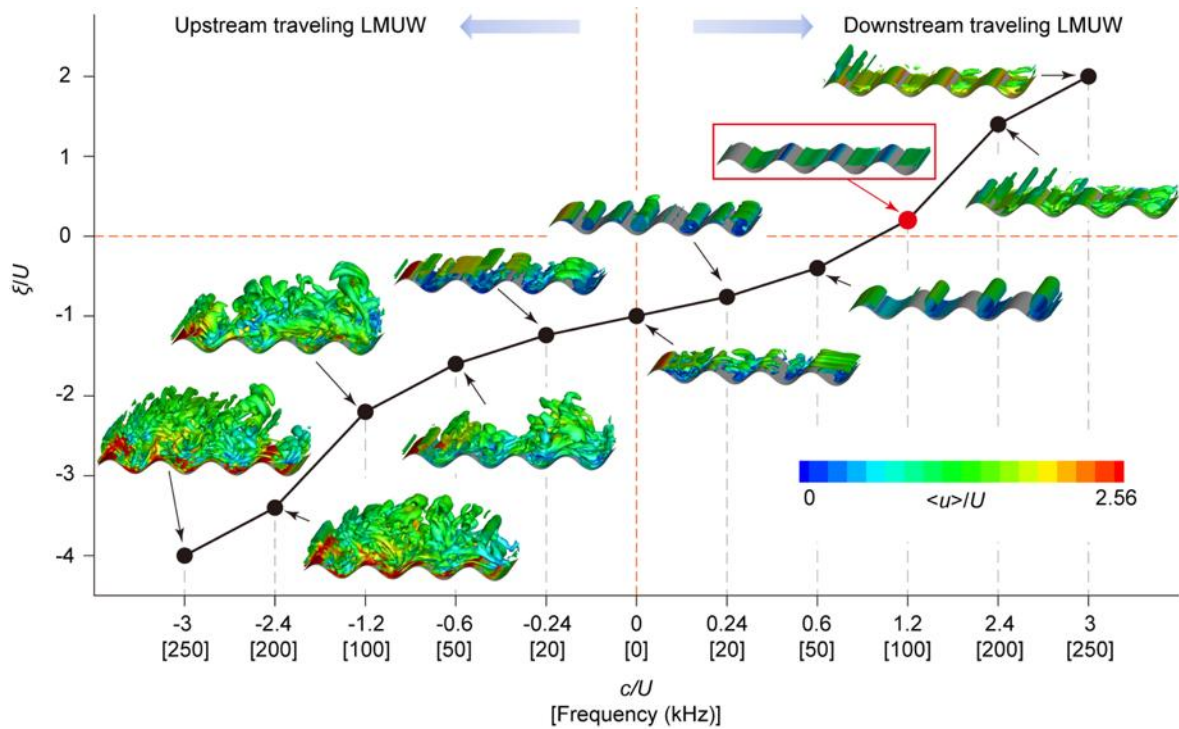 Upstream traveling LMUW
Downstream traveling LMUW
2
1
0
-1
-2
-3
-4
ξ/U
0 <u>/U 2.56
-3 -2.4 -1.2 -0.6 -0.24 0 0.24 0.6 1.2 2.4 3
[250] [200] [100] [50] [20] [0] [20] [50] [100] [200] [250]
c/U
[Frequency (kHz)]